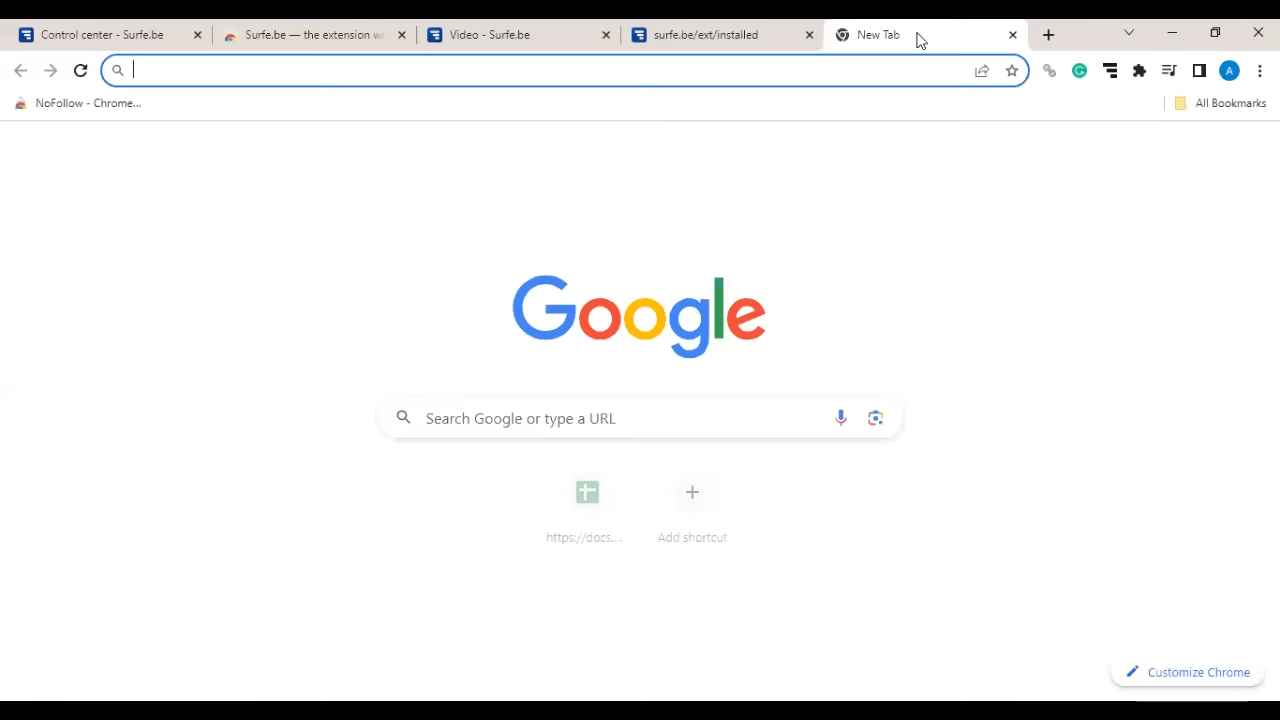 Control center - Surfe.be
Surfe.be — the extension w
Video - Surfe.be
surfe.be/ext/installed
New Tab
G
A
NoFollow - Chrome...
All Bookmarks
Google
Search Google or type a URL
https://docs....
Add shortcut
Customize Chrome